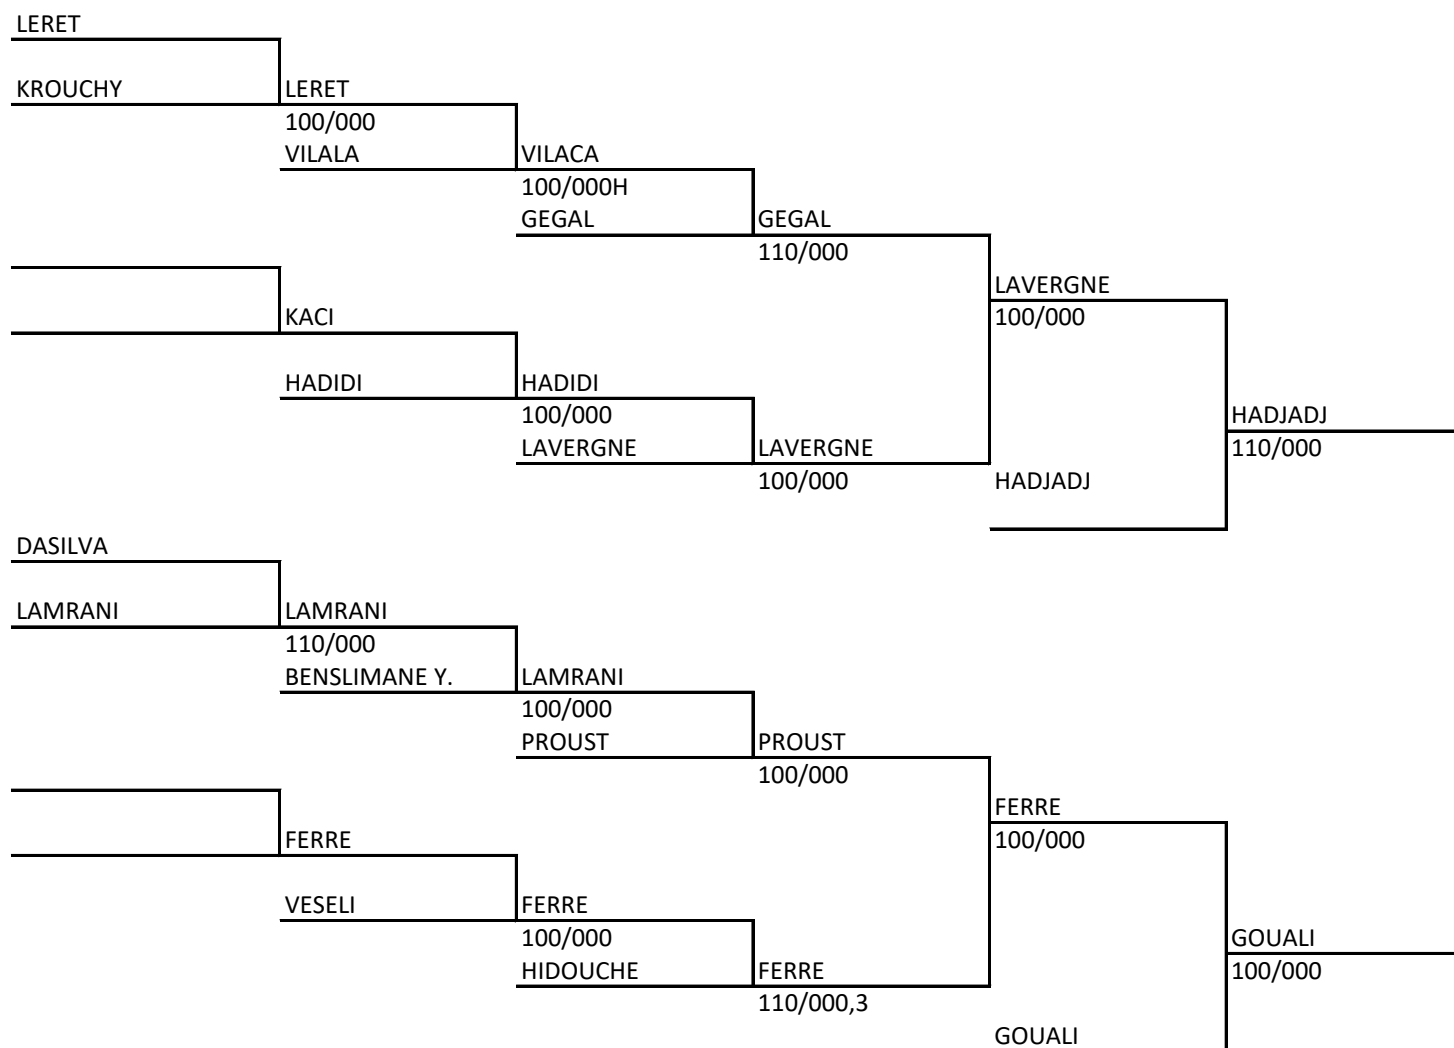 LERET
KROUCHY LERET
100/000
VILALA VILACA
100/000H
GEGAL GEGAL
110/000
LAVERGNE
KACI 100/000
HADIDI HADIDI
100/000 HADJADJ
LAVERGNE LAVERGNE 110/000
100/000 HADJADJ
DASILVA
LAMRANI LAMRANI
110/000
BENSLIMANE Y. LAMRANI
100/000
PROUST PROUST
100/000
FERRE
FERRE 100/000
VESELI FERRE
100/000 GOUALI
HIDOUCHE FERRE 100/000
110/000,3
GOUALI